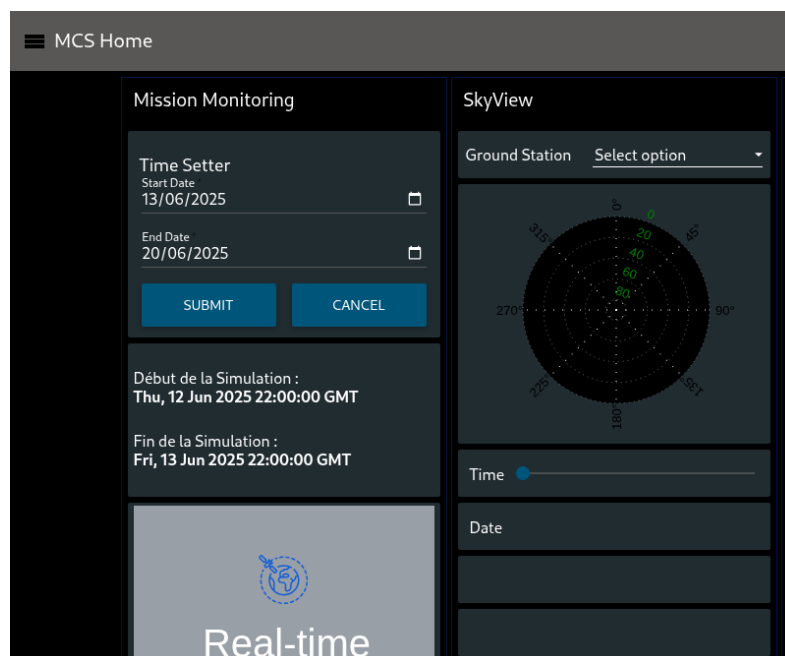 MCS Home
Mission Monitoring
Time Setter
Start Date *
13/06/2025
End Date *
20/06/2025
SUBMIT
CANCEL
Début de la Simulation :
Thu, 12 Jun 2025 22:00:00 GMT
Fin de la Simulation :
Fri, 13 Jun 2025 22:00:00 GMT
Real-time
SkyView
Ground Station
Select option
0°
45°
90°
135°
180°
225°
270°
315°
0
20
40
60
80
Time
Date